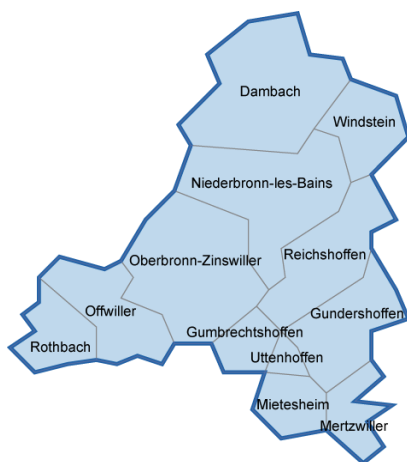 Dambach
Windstein
Niederbronn-les-Bains
Reichshoffen
Oberbronn-Zinswiller
Offwiller
Gundershoffen
Gumbrechtshoffen
Rothbach
Uttenhoffen
Mietesheim
Mertzwiller